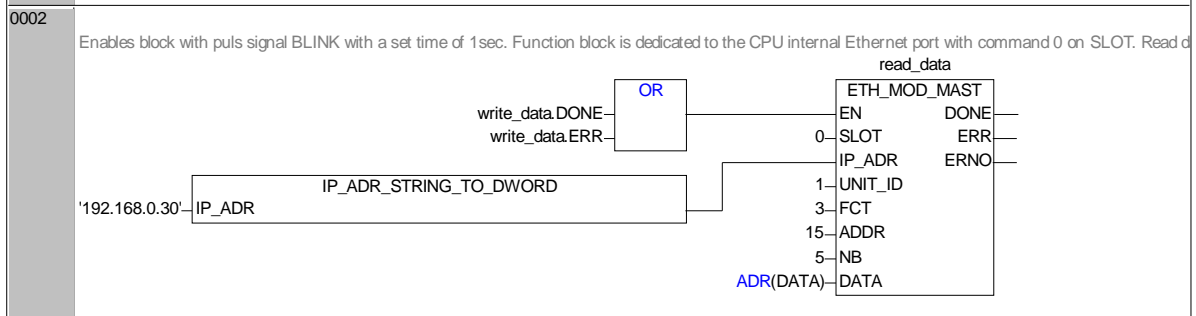 0002
Enables block with puls signal BLINK with a set time of 1sec. Function block is dedicated to the CPU internal Ethernet port with command 0 on SLOT. Read d
read_data
OR ETH_MOD_MAST
write_data.DONE EN DONE
write_data.ERR 0 SLOT ERR
IP_ADR ERNO
IP_ADR_STRING_TO_DWORD 1 UNIT_ID
'192.168.0.30' IP_ADR 3 FCT
15 ADDR
5 NB
ADR(DATA) DATA